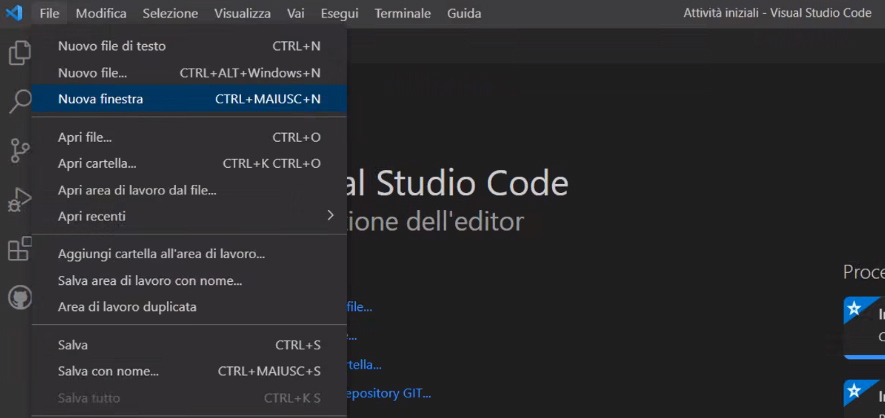 File Modifica Selezione Visualizza Vai Esegui Terminale Guida Attività iniziali - Visual Studio Code
Nuovo file di testo CTRL+N
Nuovo file... CTRL+ALT+Windows+N
Nuova finestra CTRL+MAIUSC+N
Apri file... CTRL+O
Apri cartella... CTRL+K CTRL+O
Apri area di lavoro dal file...
Apri recenti
Aggiungi cartella all'area di lavoro...
Salva area di lavoro con nome...
Area di lavoro duplicata
Salva CTRL+S
Salva con nome... CTRL+MAIUSC+S
Salva tutto CTRL+K S
al Studio Code
ione dell'editor
file...
e...
rtella...
epository GIT...
Proce